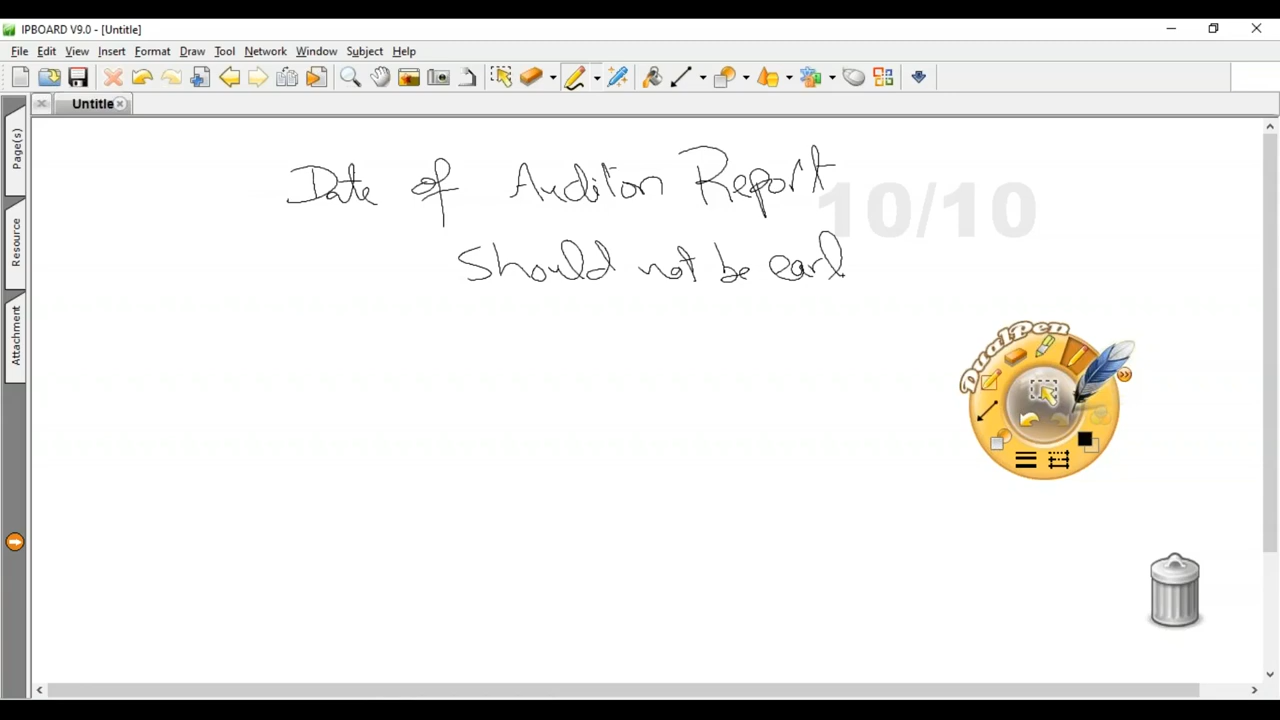 IPBOARD V9.0 - [Untitle]
File Edit View Insert Format Draw Tool Network Window Subject Help
Untitle
Page(s)
Resource
Attachment
Date of Auditor Report
10/10
should not be earl
DualPen